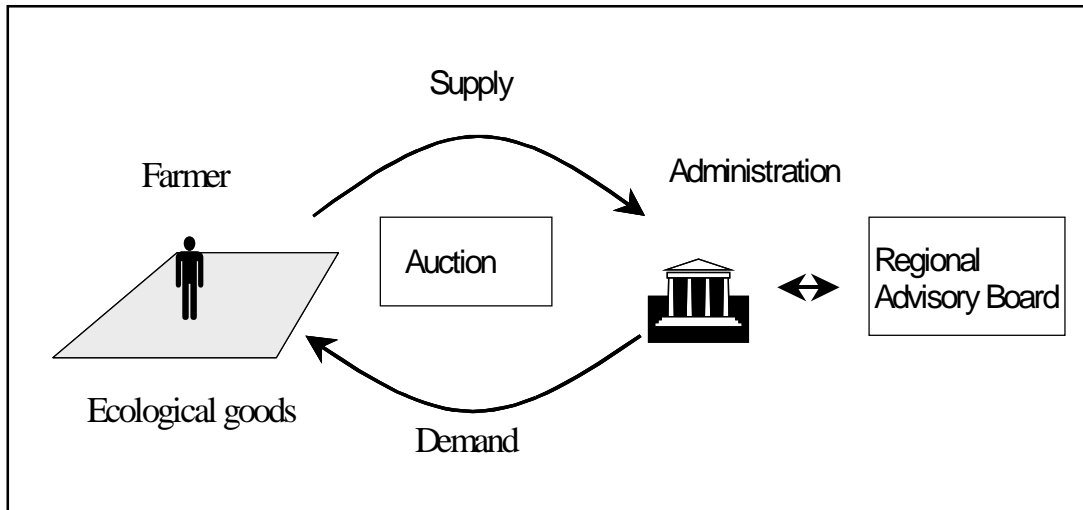 Supply
Farmer
Administration
Auction
Regional
Advisory Board
Ecological goods
Demand